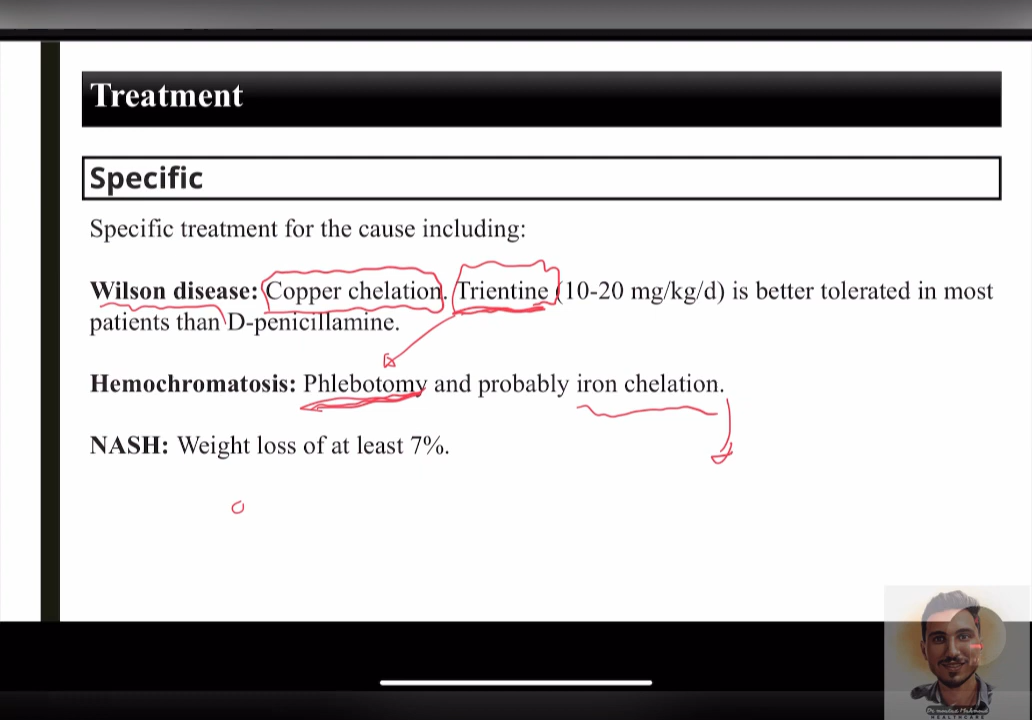 Treatment
Specific
Specific treatment for the cause including:
Wilson disease: Copper chelation. Trientine (10-20 mg/kg/d) is better tolerated in most
patients than D-penicillamine.
Hemochromatosis: Phlebotomy and probably iron chelation.
NASH: Weight loss of at least 7%.
HEALTHCARE